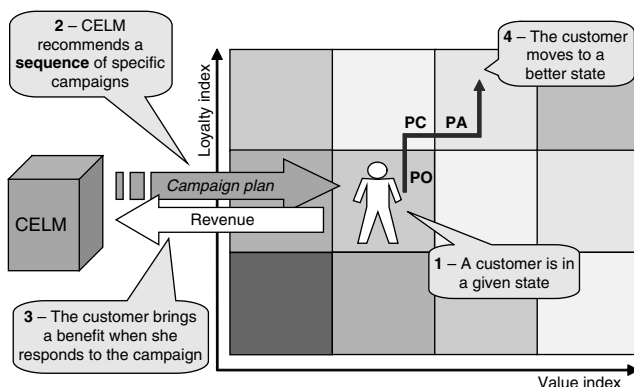 2 – CELM
recommends a
sequence of specific
campaigns
4 – The customer
moves to a
better state
Loyalty index
PC
PA
PO
Campaign plan
CELM
Revenue
1 – A customer is in
a given state
3 – The customer brings
a benefit when she
responds to the campaign
Value index